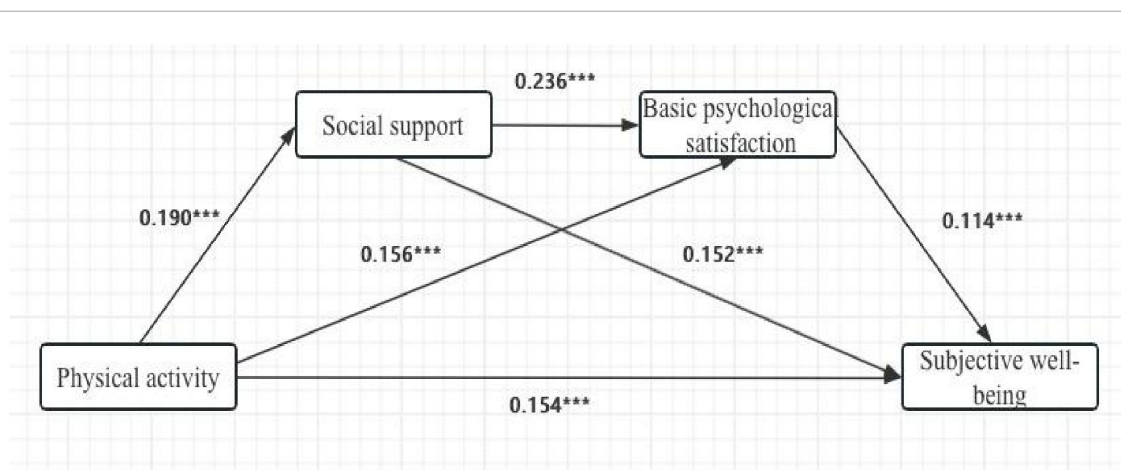 0.236***
Social support
Basic psychological
satisfaction
0.190***
0.156***
0.152***
0.114***
Physical activity
Subjective well-
being
0.154***